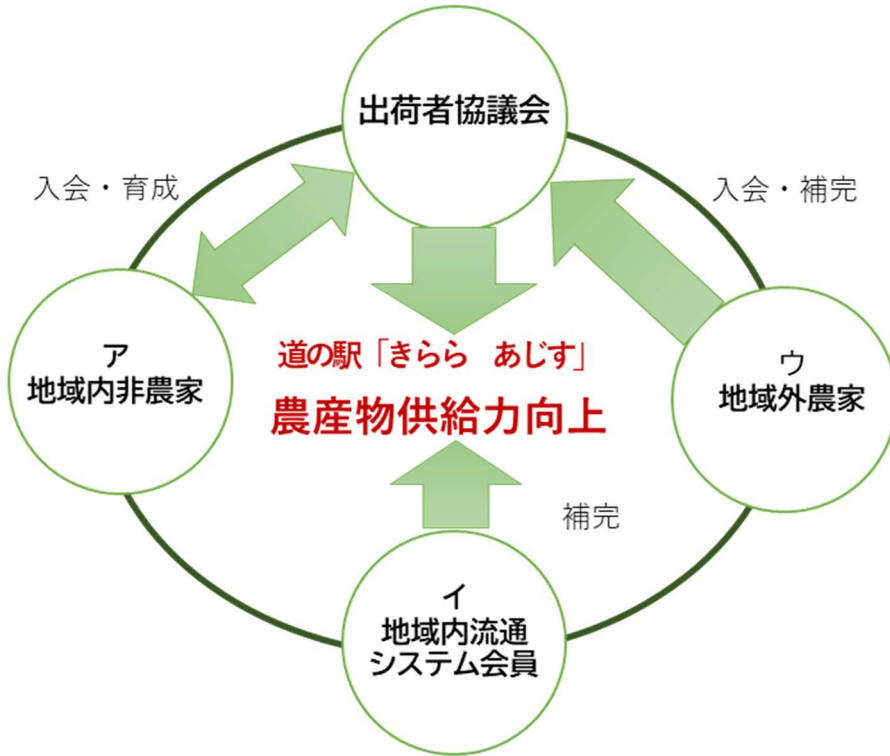 出荷者協議会
入会・育成
入会・補完
ア
地域内非農家
道の駅「きらら　あじす」
農産物供給力向上
ウ
地域外農家
補完
イ
地域内流通
システム会員